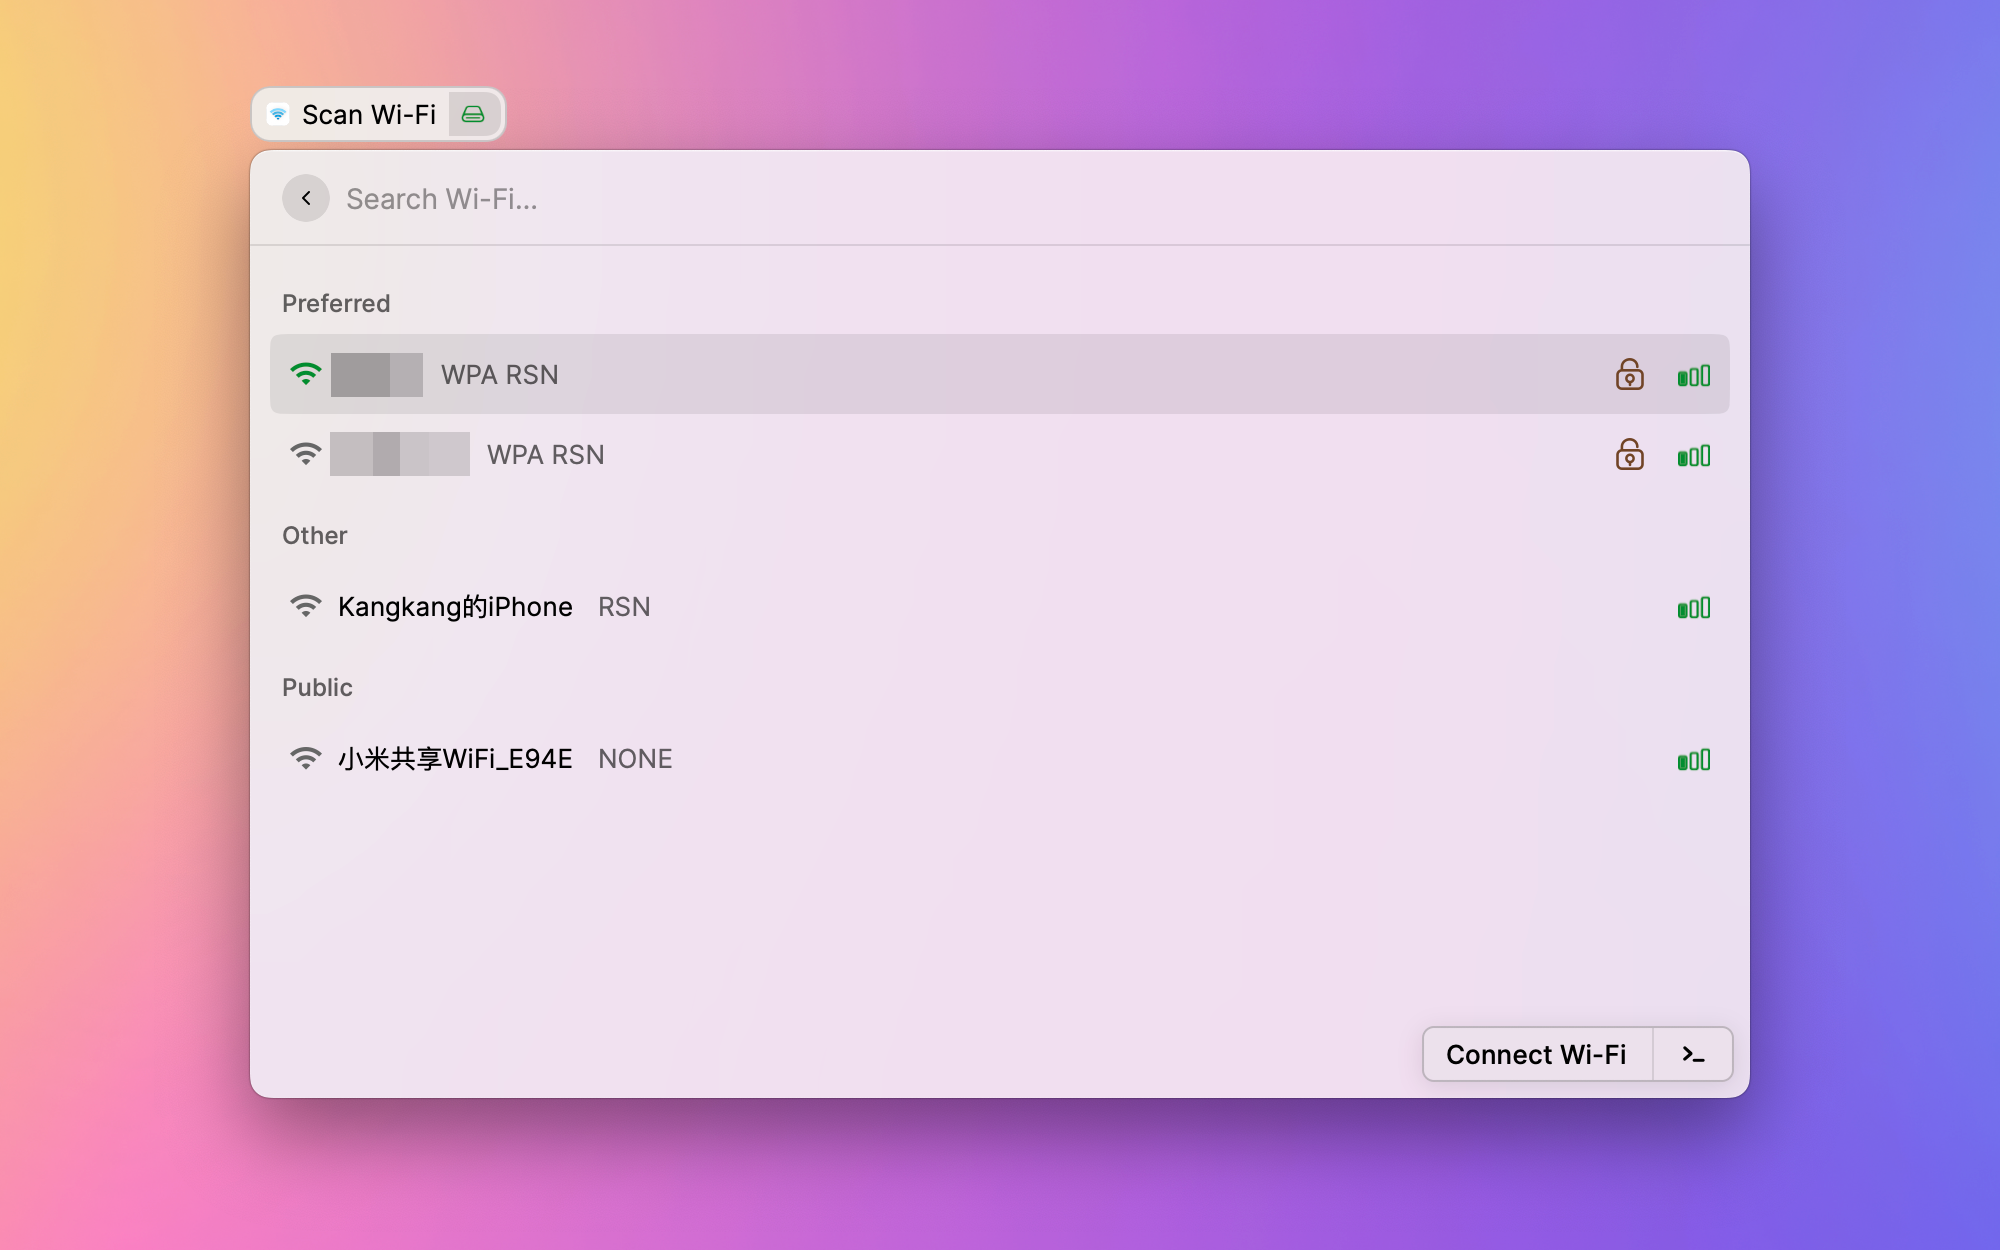 Scan Wi-Fi
Search Wi-Fi...
Preferred
WPA RSN
WPA RSN
Other
Kangkang的iPhone RSN
Public
小米共享WiFi_E94E NONE
Connect Wi-Fi >_